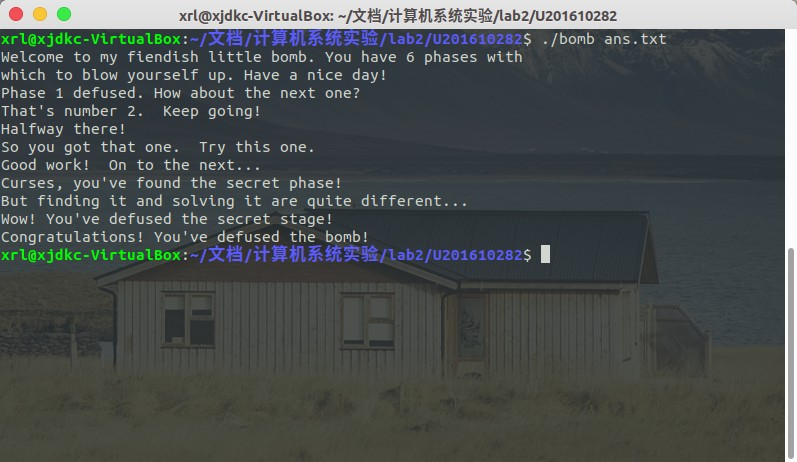 xrl@xjdkc-VirtualBox: ~/文档/计算机系统实验/lab2/U201610282
xrl@xjdkc-VirtualBox:~/文档/计算机系统实验/lab2/U201610282$ ./bomb ans.txt
Welcome to my fiendish little bomb. You have 6 phases with
which to blow yourself up. Have a nice day!
Phase 1 defused. How about the next one?
That's number 2.  Keep going!
Halfway there!
So you got that one.  Try this one.
Good work!  On to the next...
Curses, you've found the secret phase!
But finding it and solving it are quite different...
Wow! You've defused the secret stage!
Congratulations! You've defused the bomb!
xrl@xjdkc-VirtualBox:~/文档/计算机系统实验/lab2/U201610282$